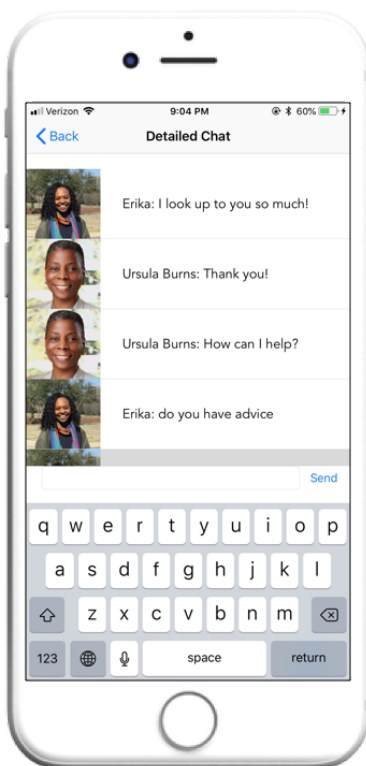 Verizon 9:04 PM 60%
Back Detailed Chat
Erika: I look up to you so much!
Ursula Burns: Thank you!
Ursula Burns: How can I help?
Erika: do you have advice
Send
q w e r t y u i o p
a s d f g h j k l
z x c v b n m
123 space return